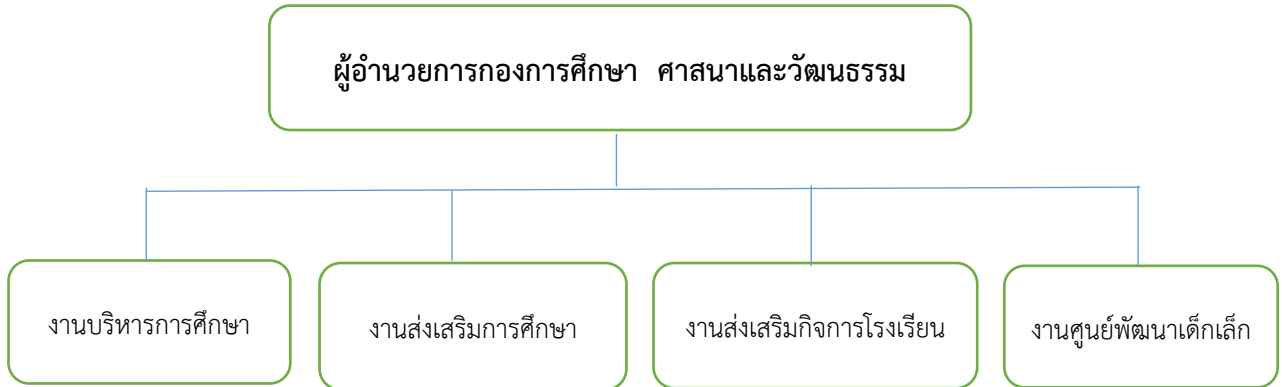 ผู้อำนวยการกองการศึกษา ศาสนาและวัฒนธรรม
งานบริหารการศึกษา
งานส่งเสริมการศึกษา
งานส่งเสริมกิจการโรงเรียน
งานศูนย์พัฒนาเด็กเล็ก